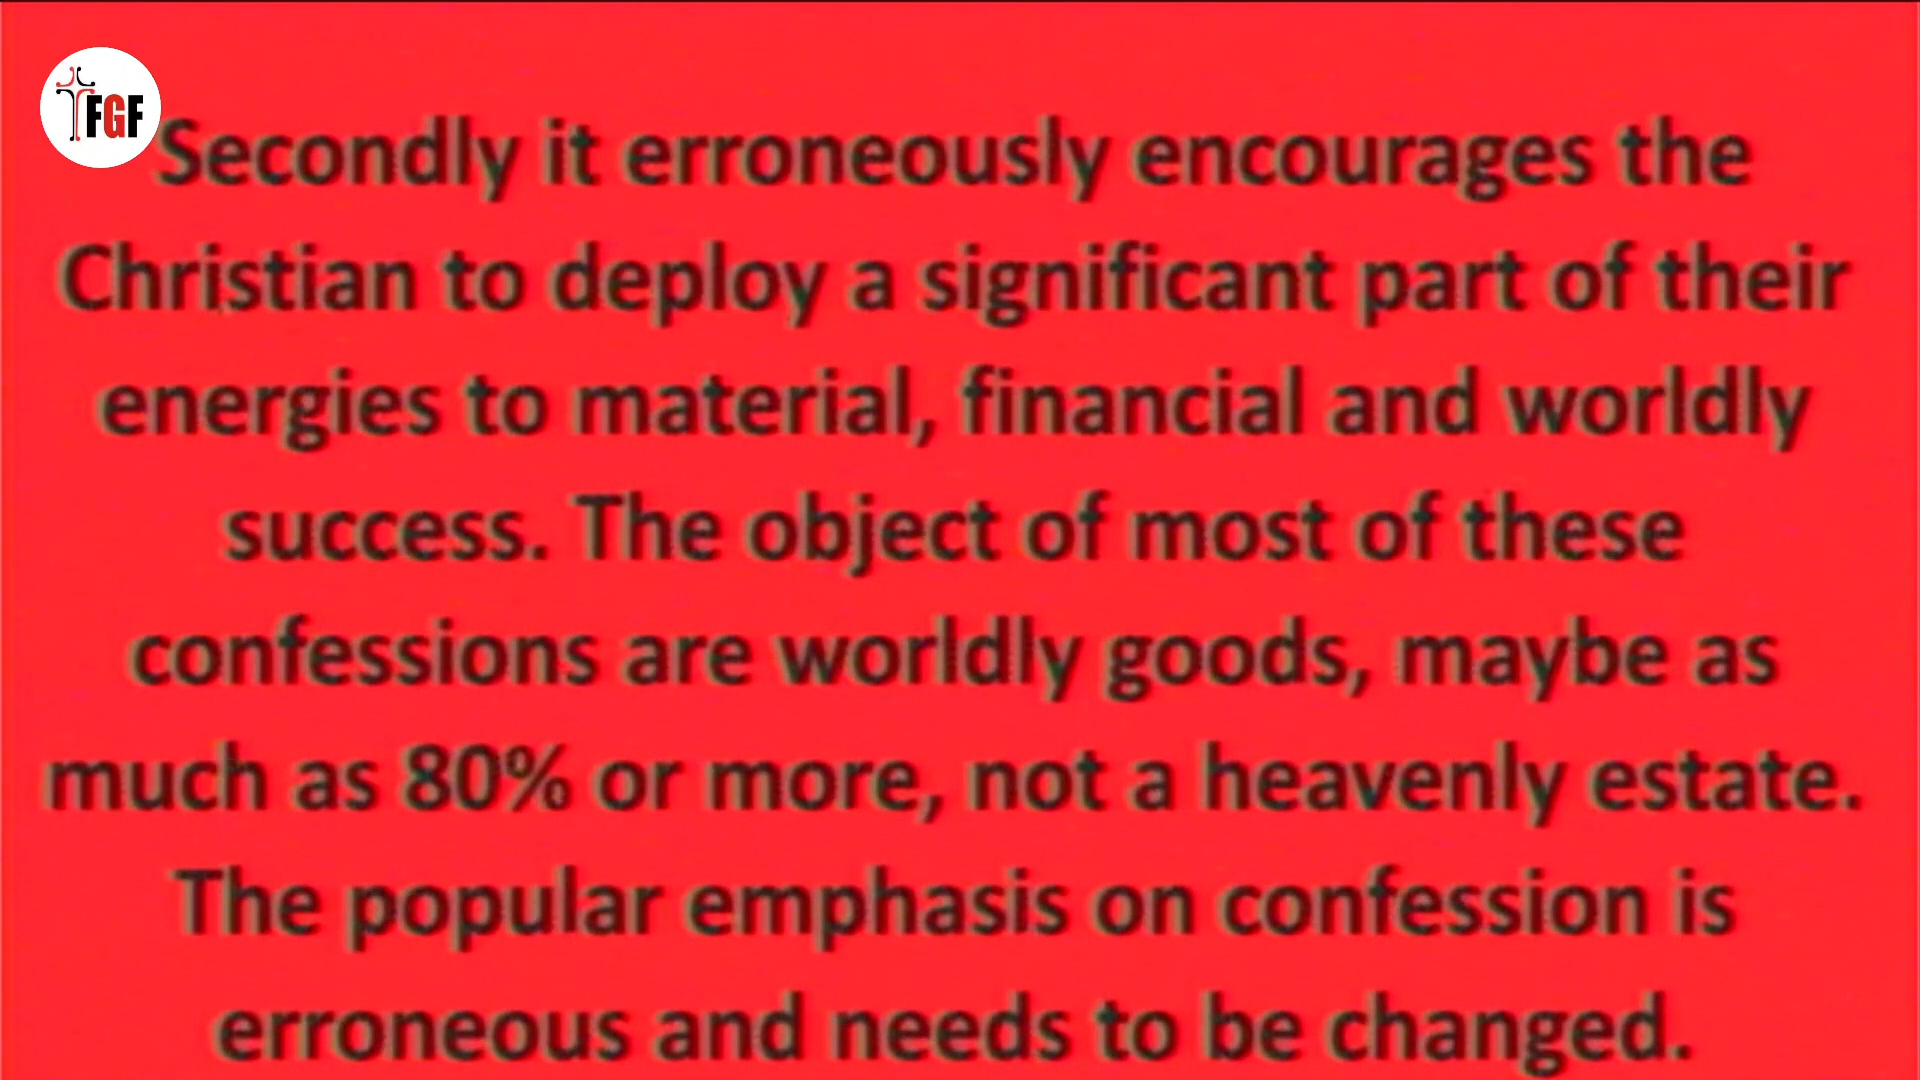 FGF
Secondly it erroneously encourages the
Christian to deploy a significant part of their
energies to material, financial and worldly
success. The object of most of these
confessions are worldly goods, maybe as
much as 80% or more, not a heavenly estate.
The popular emphasis on confession is
erroneous and needs to be changed.